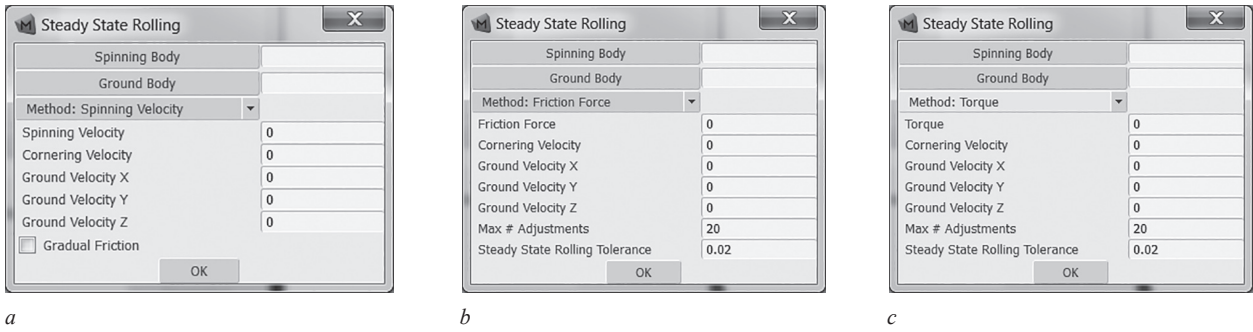 Steady State Rolling
X
Spinning Body
Ground Body
Method: Spinning Velocity
Spinning Velocity 0
Cornering Velocity 0
Ground Velocity X 0
Ground Velocity Y 0
Ground Velocity Z 0
Gradual Friction
OK
a
Steady State Rolling
X
Spinning Body
Ground Body
Method: Friction Force
Friction Force 0
Cornering Velocity 0
Ground Velocity X 0
Ground Velocity Y 0
Ground Velocity Z 0
Max # Adjustments 20
Steady State Rolling Tolerance 0.02
OK
b
Steady State Rolling
X
Spinning Body
Ground Body
Method: Torque
Torque 0
Cornering Velocity 0
Ground Velocity X 0
Ground Velocity Y 0
Ground Velocity Z 0
Max # Adjustments 20
Steady State Rolling Tolerance 0.02
OK
c